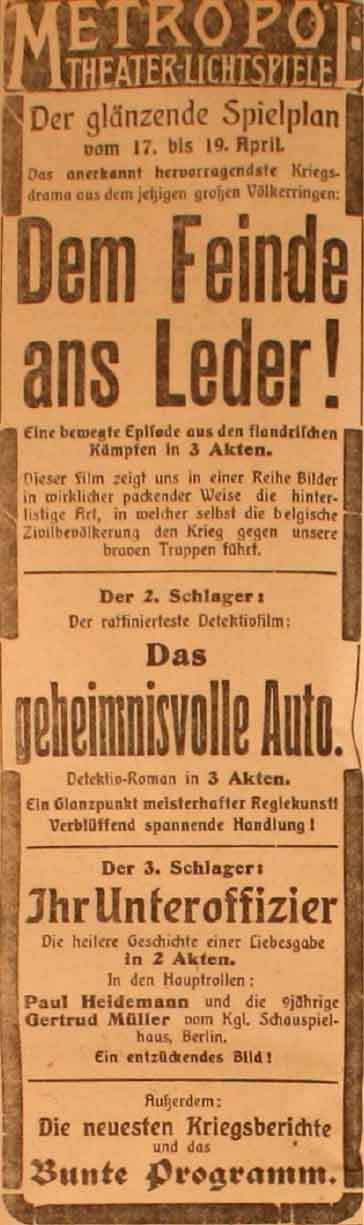 METROPOL
THEATER-LICHTSPIELE
Der glänzende Spielplan
vom 17. bis 19. April.
Das anerkannt hervorragendste Kriegs-
drama aus dem jetzigen großen Völkerringen:
Dem Feinde
ans Leder!
Eine bewegte Episode aus den flandrischen
Kämpfen in 3 Akten.
Dieser Film zeigt uns in einer Reihe Bilder
in wirklicher packender Weise die hinter-
listige Art, in welcher selbst die belgische
Zivilbevölkerung den Krieg gegen unsere
braven Truppen führt.
Der 2. Schlager:
Der raffinierteste Detektivfilm:
Das
geheimnisvolle Auto.
Detektiv-Roman in 3 Akten.
Ein Glanzpunkt meisterhafter Regiekunst!
Verblüffend spannende Handlung!
Der 3. Schlager:
Ihr Unteroffizier
Die heitere Geschichte einer Liebesgabe
in 2 Akten.
In den Hauptrollen:
Paul Heidemann und die 9jährige
Gertrud Müller vom Kgl. Schauspiel-
haus, Berlin.
Ein entzückendes Bild!
Außerdem:
Die neuesten Kriegsberichte
und das
Bunte Programm.